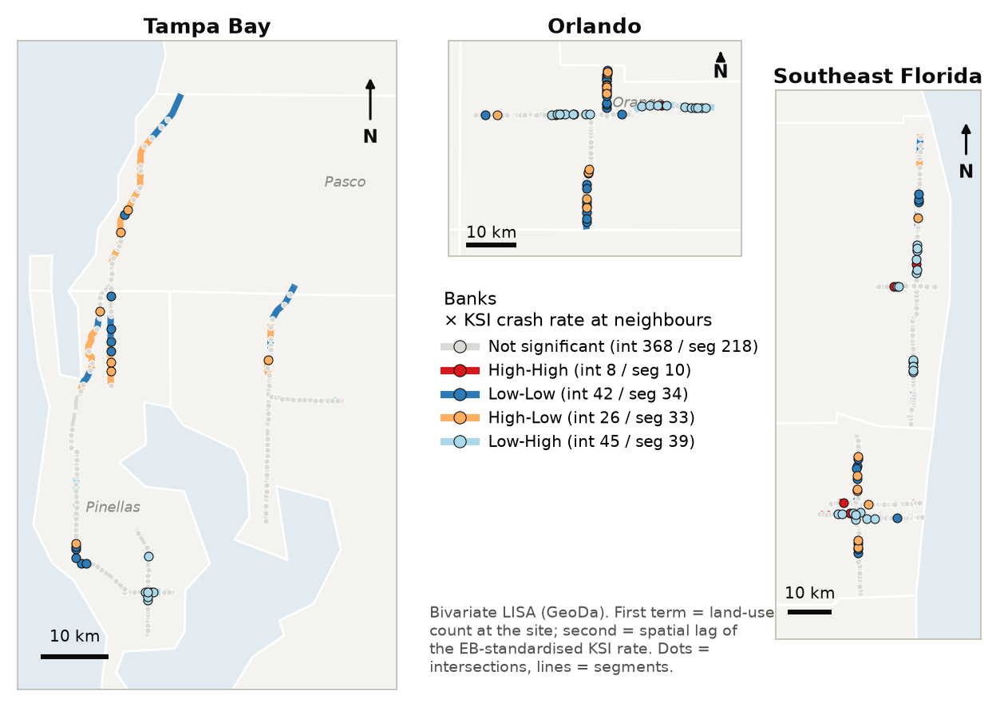 Tampa Bay
Orlando
Southeast Florida
N
Pasco
Pinellas
10 km
N
Orange
10 km
Banks
× KSI crash rate at neighbours
Not significant (int 368 / seg 218)
High-High (int 8 / seg 10)
Low-Low (int 42 / seg 34)
High-Low (int 26 / seg 33)
Low-High (int 45 / seg 39)
N
10 km
Bivariate LISA (GeoDa). First term = land-use
count at the site; second = spatial lag of
the EB-standardised KSI rate. Dots =
intersections, lines = segments.